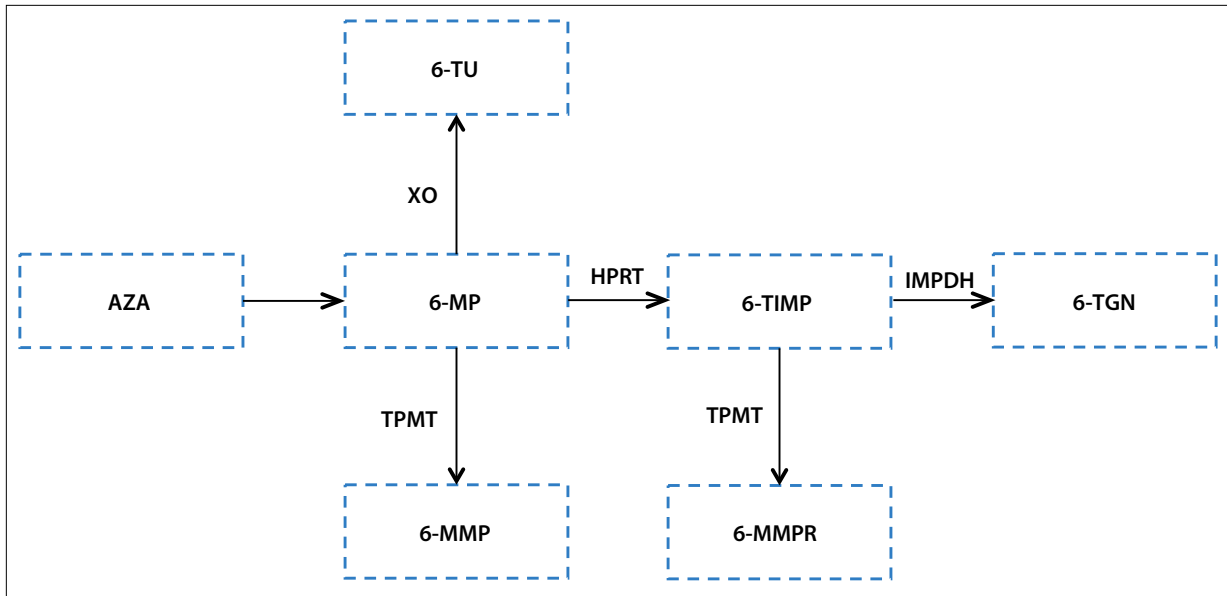 6-TU
XO
AZA
6-MP
HPRT
6-TIMP
IMPDH
6-TGN
TPMT
TPMT
6-MMP
6-MMPR